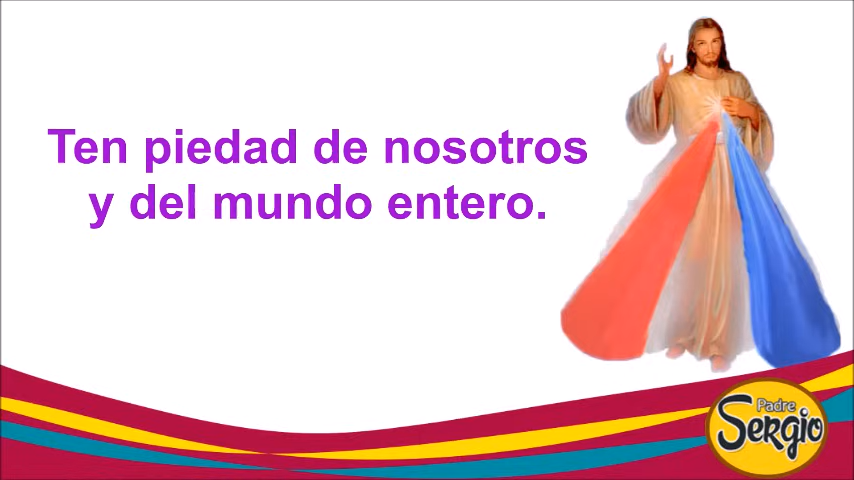 Ten piedad de nosotros
y del mundo entero.
Padre
Sergio